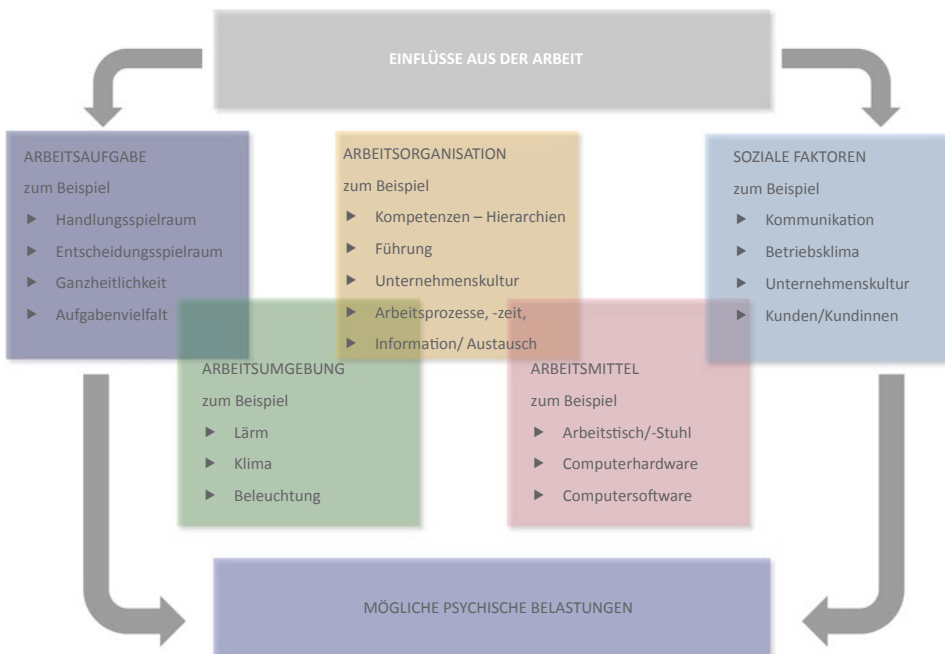 EINFLÜSSE AUS DER ARBEIT
ARBEITSAUFGABE
zum Beispiel
▶ Handlungsspielraum
▶ Entscheidungsspielraum
▶ Ganzheitlichkeit
▶ Aufgabenvielfalt
ARBEITSORGANISATION
zum Beispiel
▶ Kompetenzen – Hierarchien
▶ Führung
▶ Unternehmenskultur
▶ Arbeitsprozesse, -zeit,
▶ Information/ Austausch
SOZIALE FAKTOREN
zum Beispiel
▶ Kommunikation
▶ Betriebsklima
▶ Unternehmenskultur
▶ Kunden/Kundinnen
ARBEITSUMGEBUNG
zum Beispiel
▶ Lärm
▶ Klima
▶ Beleuchtung
ARBEITSMITTEL
zum Beispiel
▶ Arbeitstisch/-Stuhl
▶ Computerhardware
▶ Computersoftware
MÖGLICHE PSYCHISCHE BELASTUNGEN